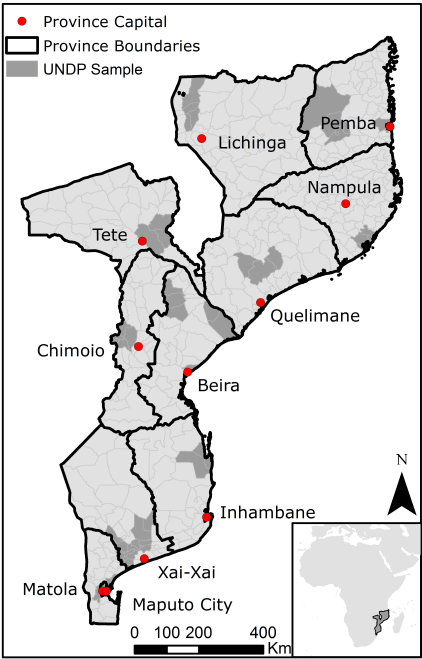 Province Capital
Province Boundaries
UNDP Sample
Pemba
Lichinga
Nampula
Tete
Quelimane
Chimoio
Beira
N
Inhambane
Xai-Xai
Matola
Maputo City
0 100 200 400
Km